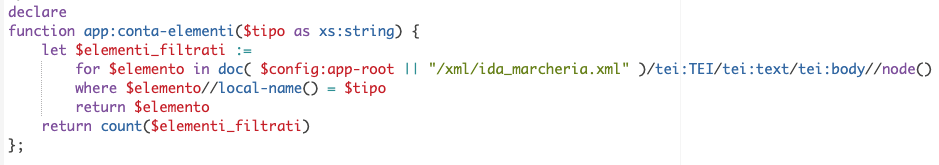 declare
function app:conta-elementi($tipo as xs:string) {
    let $elementi_filtrati :=
        for $elemento in doc( $config:app-root || "/xml/ida_marcheria.xml" )/tei:TEI/tei:text/tei:body//node()
        where $elemento//local-name() = $tipo
        return $elemento
    return count($elementi_filtrati)
};